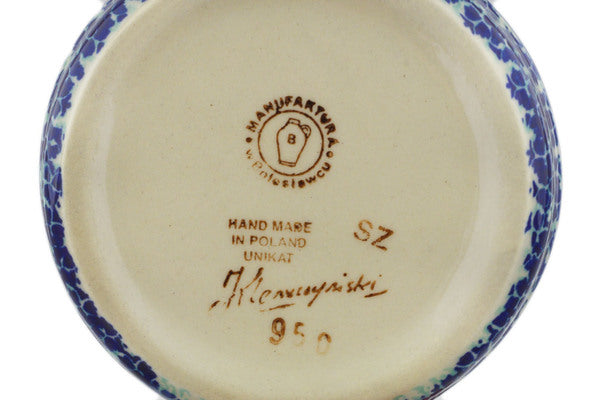 MANUFAKTURA
w Bolesławcu
B
HAND MADE
IN POLAND
UNIKAT
SZ
950